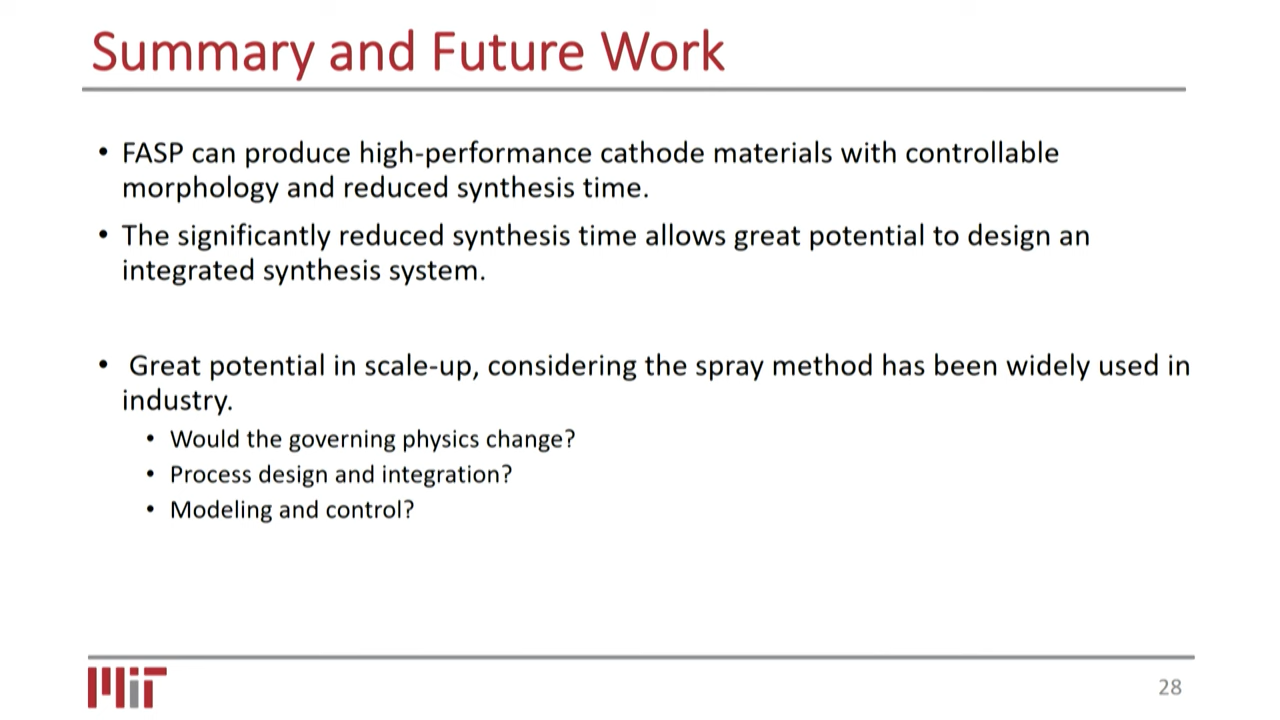 Summary and Future Work
• FASP can produce high-performance cathode materials with controllable
morphology and reduced synthesis time.
• The significantly reduced synthesis time allows great potential to design an
integrated synthesis system.
• Great potential in scale-up, considering the spray method has been widely used in
industry.
• Would the governing physics change?
• Process design and integration?
• Modeling and control?
MIT
28